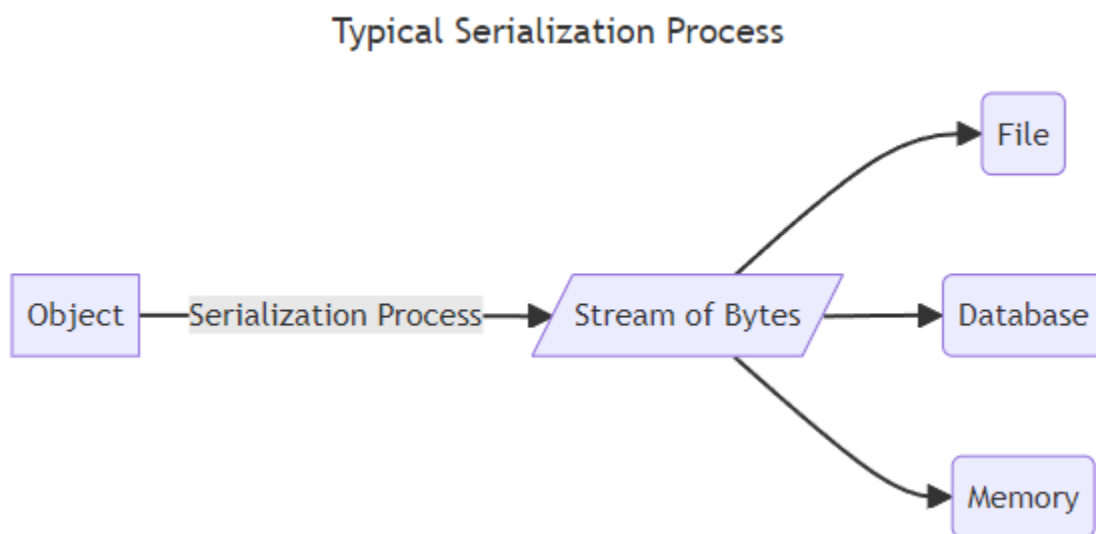 Typical Serialization Process
File
Object
Serialization Process
Stream of Bytes
Database
Memory